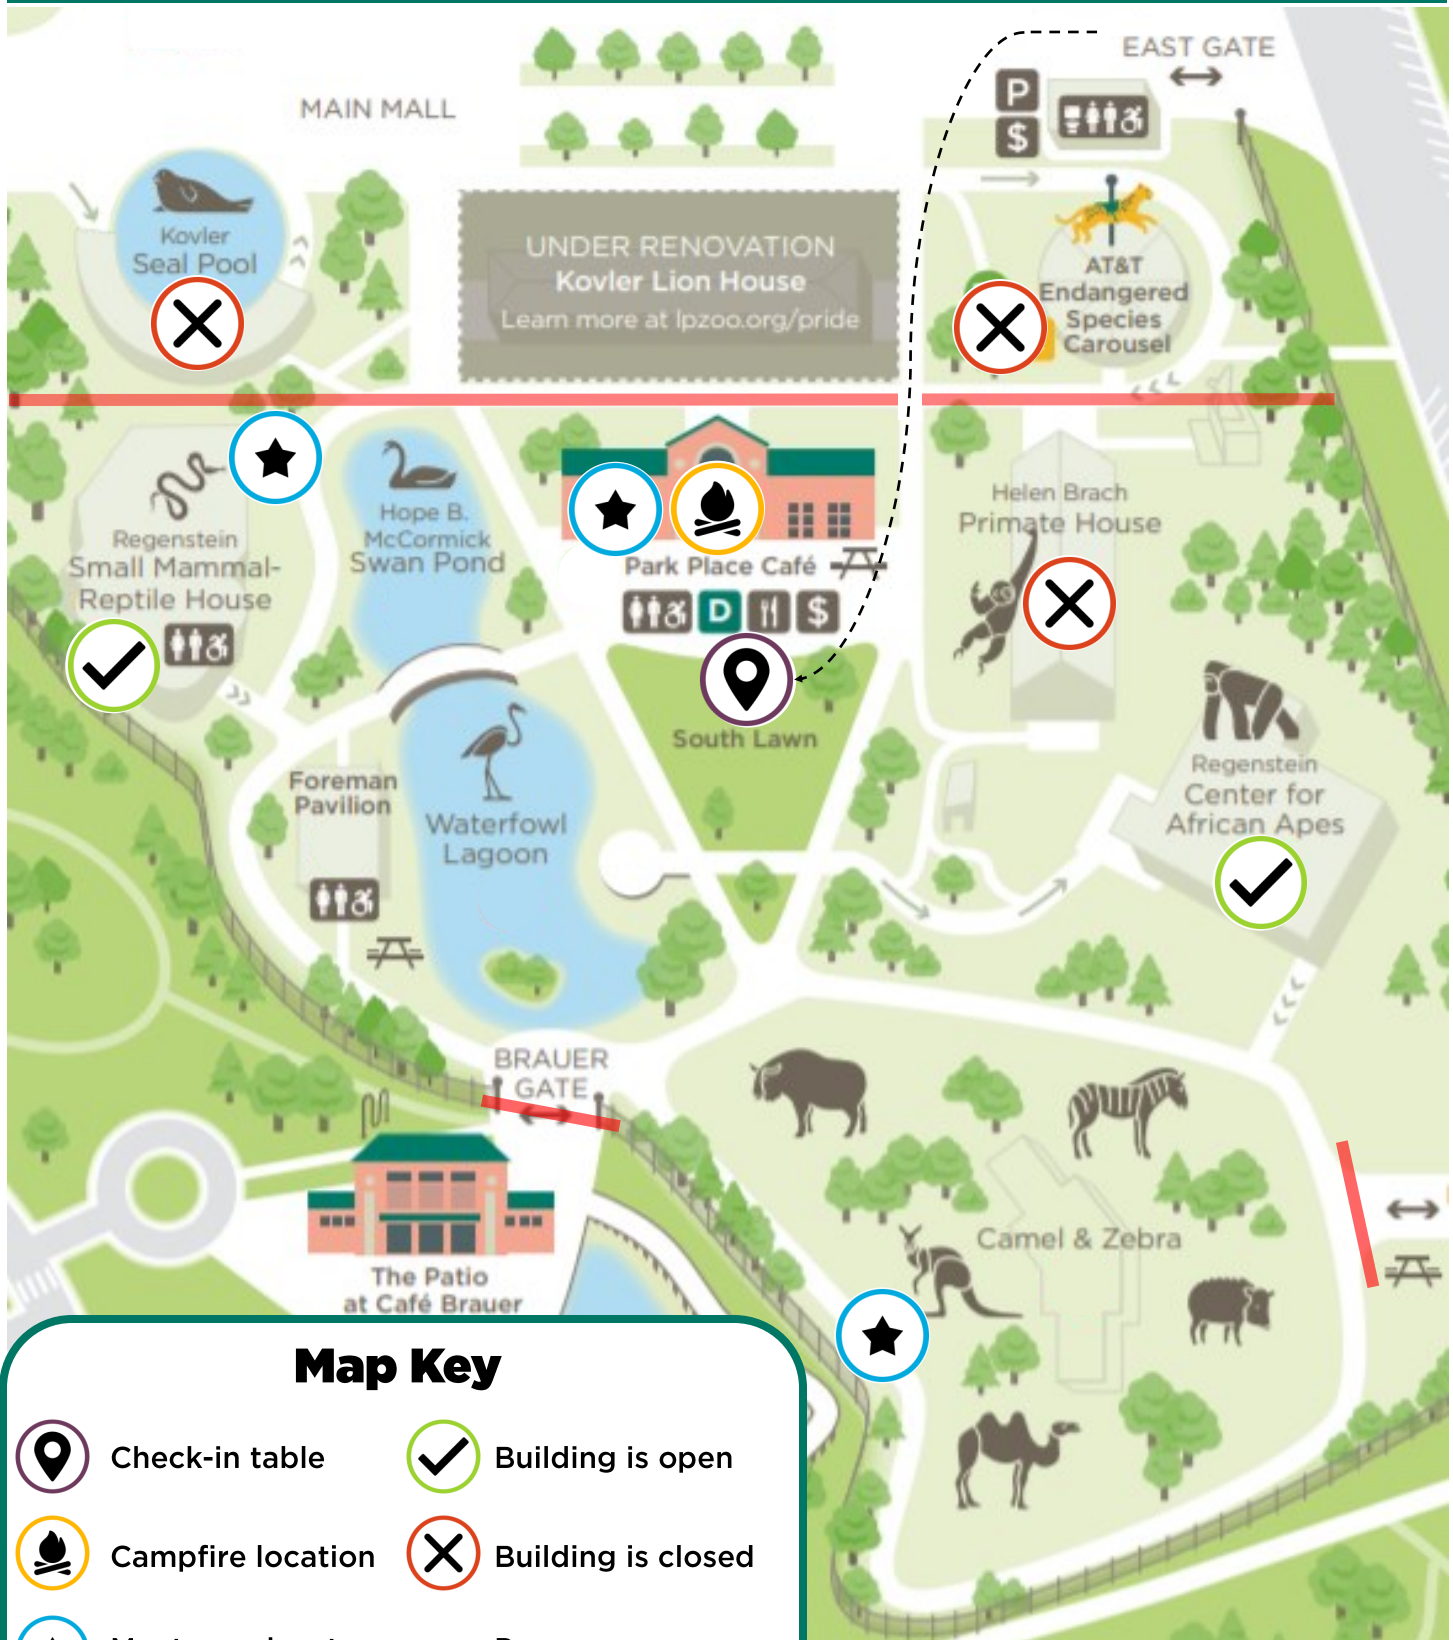 EAST GATE
P
$
MAIN MALL
Kovler
Seal Pool
UNDER RENOVATION
Kovler Lion House
Learn more at lpzoo.org/pride
AT&T
Endangered
Species
Carousel
Regenstein
Small Mammal-
Reptile House
Hope B.
McCormick
Swan Pond
Park Place Café
D
$
Helen Brach
Primate House
South Lawn
Foreman
Pavilion
Waterfowl
Lagoon
Regenstein
Center for
African Apes
BRAUER
GATE
Camel & Zebra
The Patio
at Café Brauer
Map Key
Check-in table
Building is open
Campfire location
Building is closed